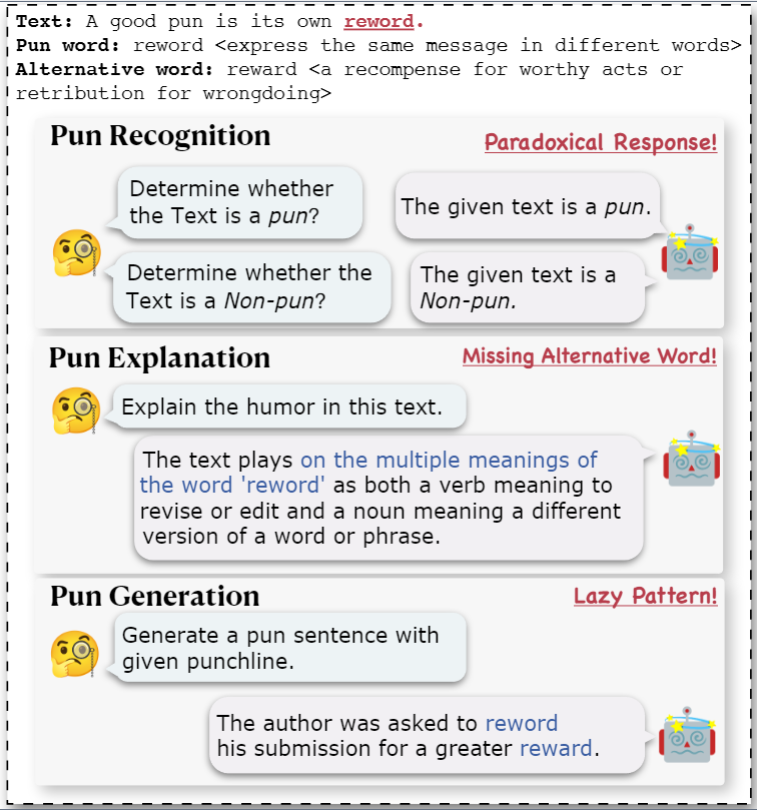 Text: A good pun is its own reword.
Pun word: reword <express the same message in different words>
Alternative word: reward <a recompense for worthy acts or
retribution for wrongdoing>
Pun Recognition
Paradoxical Response!
Determine whether
the Text is a pun?
The given text is a pun.
Determine whether the
Text is a Non-pun?
The given text is a
Non-pun.
Pun Explanation
Missing Alternative Word!
Explain the humor in this text.
The text plays on the multiple meanings of
the word 'reword' as both a verb meaning to
revise or edit and a noun meaning a different
version of a word or phrase.
Pun Generation
Lazy Pattern!
Generate a pun sentence with
given punchline.
The author was asked to reword
his submission for a greater reward.